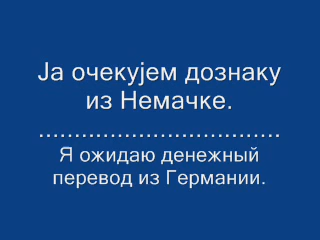 Ја очекујем дознаку
из Немачке.
..................................
Я ожидаю денежный
перевод из Германии.